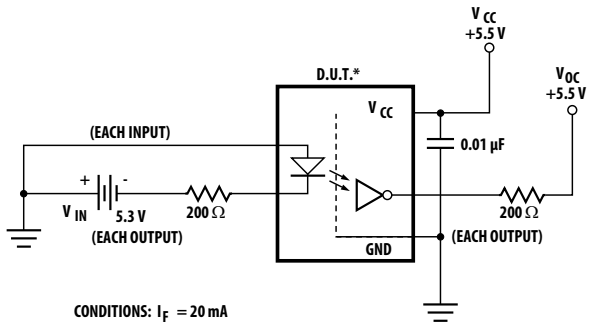 V CC
+5.5 V
V OC
+5.5 V
D.U.T.*
V CC
(EACH INPUT)
0.01 µF
+ -
V IN 5.3 V
200 Ω
200 Ω
(EACH OUTPUT)
(EACH OUTPUT)
GND
CONDITIONS: I F = 20 mA